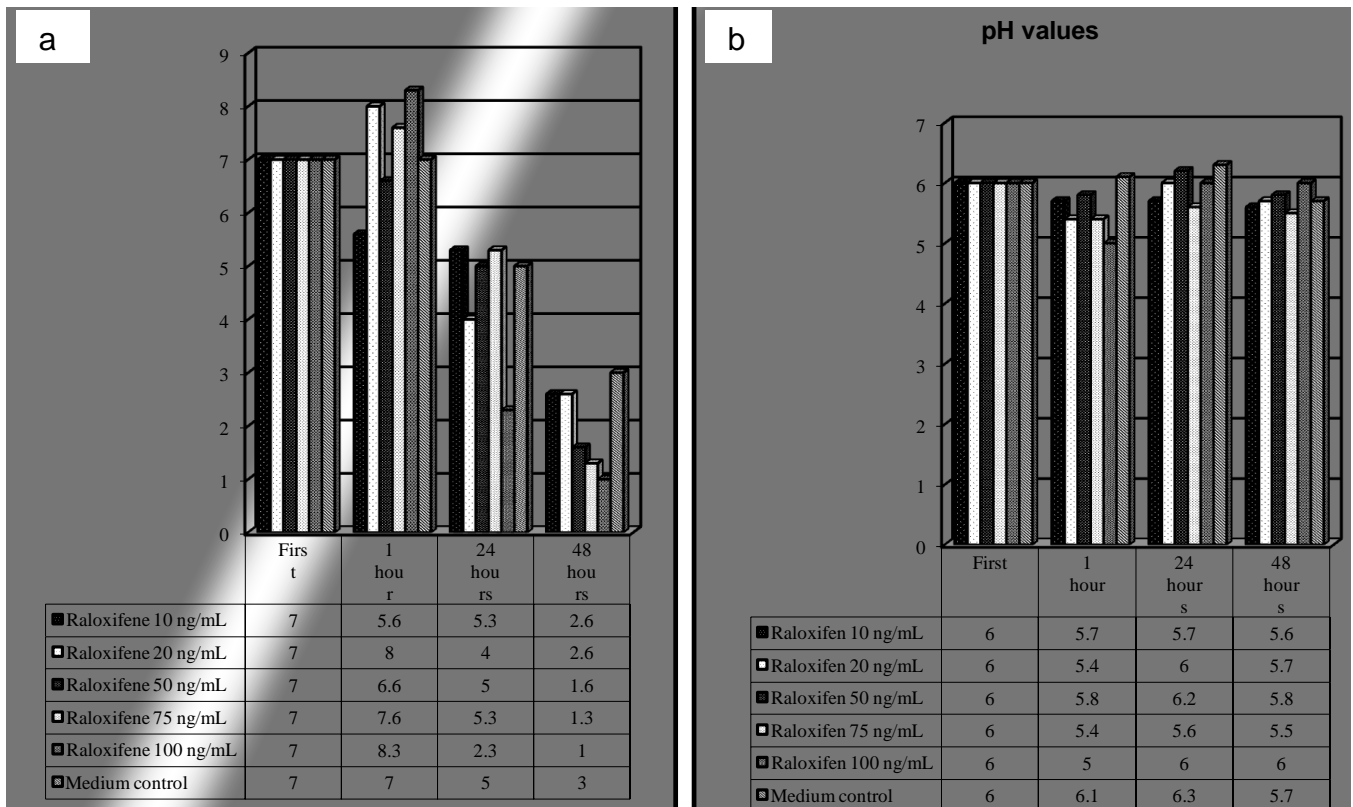 a
9
8
7
6
5
4
3
2
1
0
Firs
t
1
hou
r
24
hou
rs
48
hou
rs
Raloxifene 10 ng/mL 7 5.6 5.3 2.6
Raloxifene 20 ng/mL 7 8 4 2.6
Raloxifene 50 ng/mL 7 6.6 5 1.6
Raloxifene 75 ng/mL 7 7.6 5.3 1.3
Raloxifene 100 ng/mL 7 8.3 2.3 1
Medium control 7 7 5 3
b
pH values
7
6
5
4
3
2
1
0
First
1
hour
24
hour
s
48
hour
s
Raloxifen 10 ng/mL 6 5.7 5.7 5.6
Raloxifen 20 ng/mL 6 5.4 6 5.7
Raloxifen 50 ng/mL 6 5.8 6.2 5.8
Raloxifen 75 ng/mL 6 5.4 5.6 5.5
Raloxifen 100 ng/mL 6 5 6 6
Medium control 6 6.1 6.3 5.7